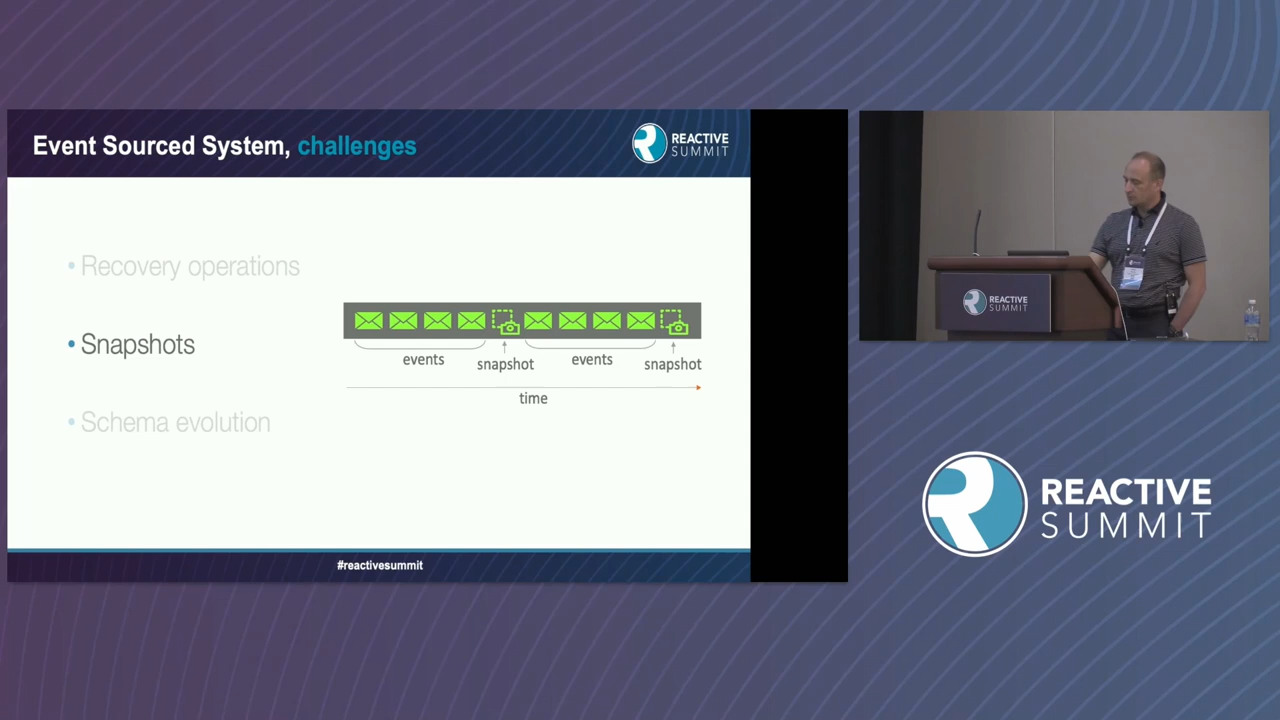 Event Sourced System, challenges
REACTIVE
SUMMIT
• Recovery operations
• Snapshots
• Schema evolution
events
snapshot
events
snapshot
time
#reactivesummit
REACTIVE
SUMMIT
REACTIVE
SUMMIT